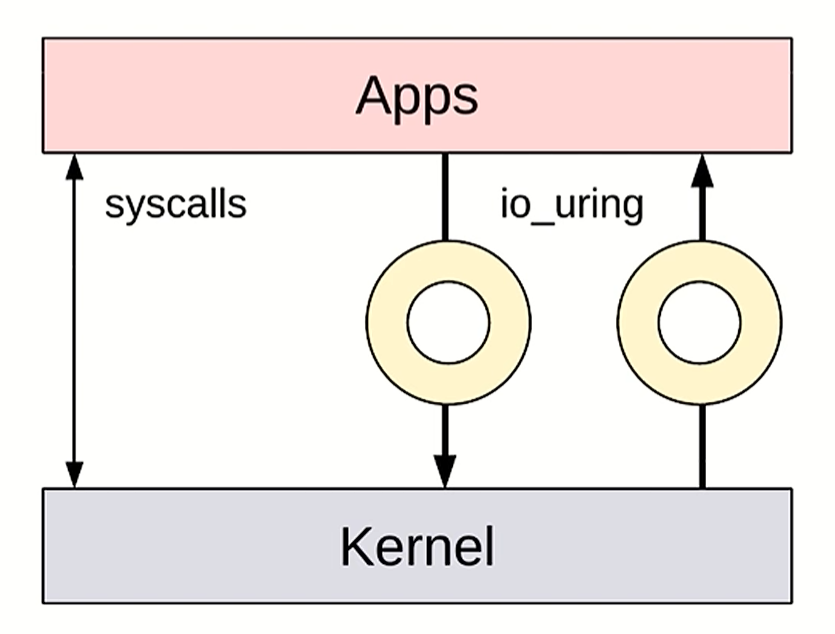 Apps
syscalls
io_uring
Kernel